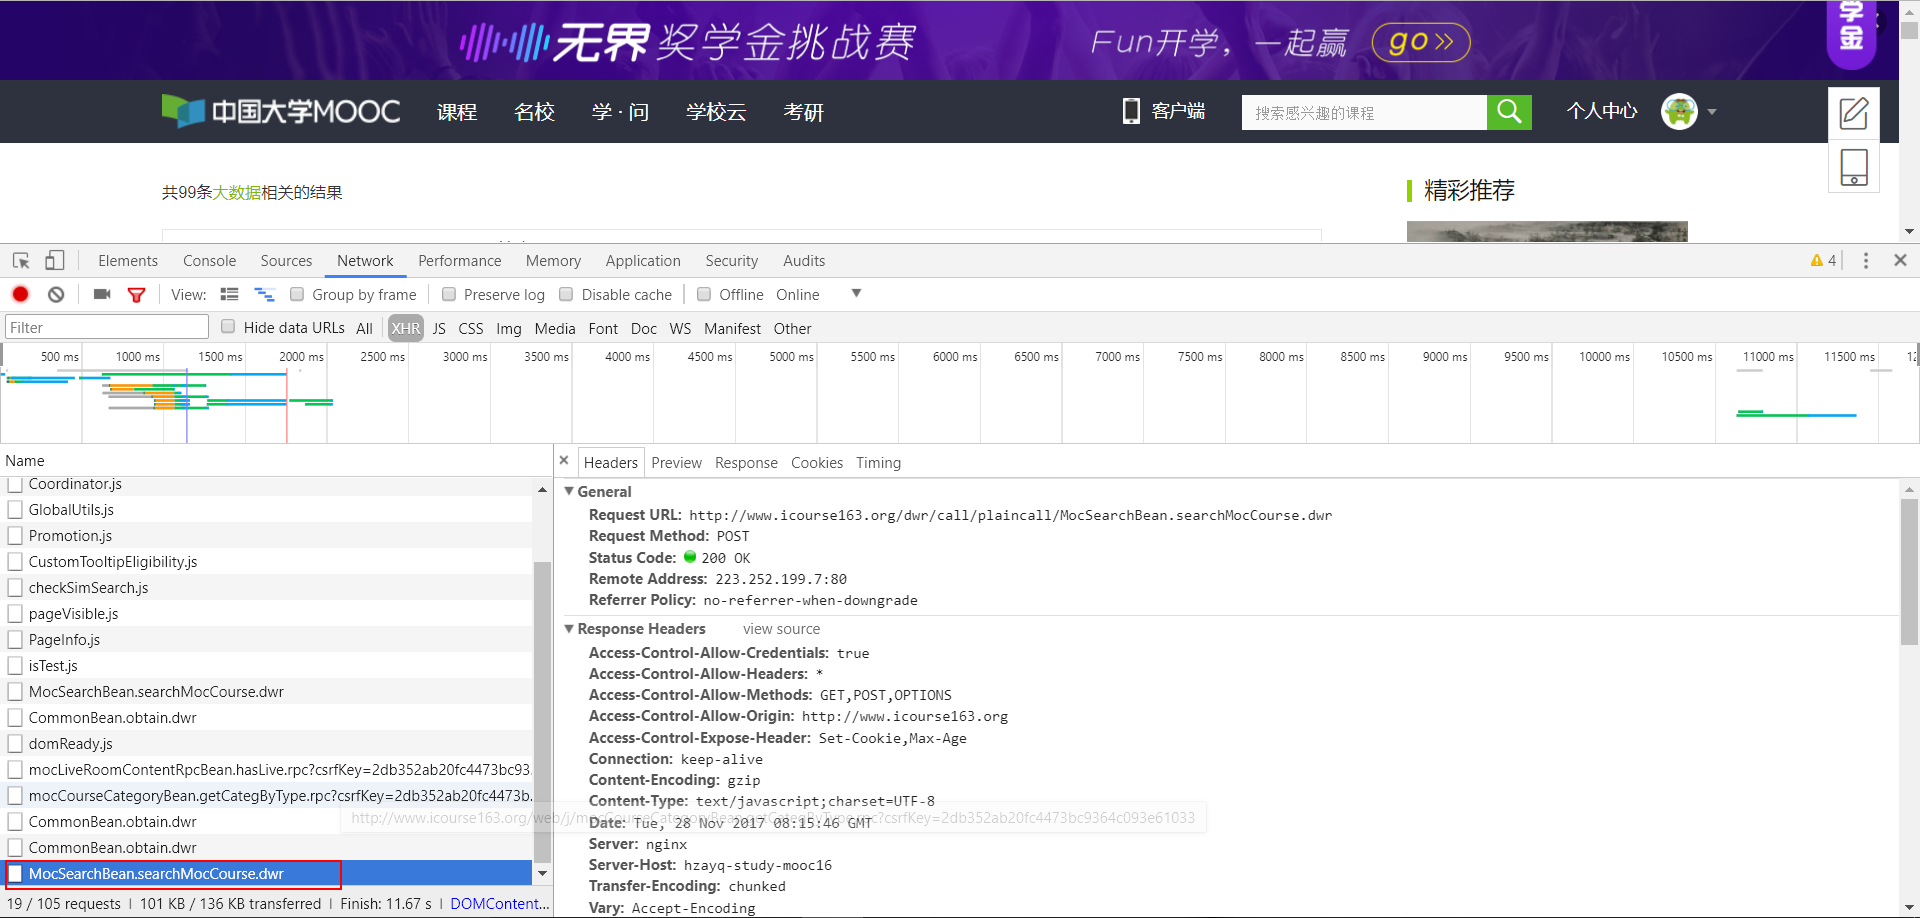 无界 奖学金挑战赛
Fun开学，一起赢
go
学
金
中国大学MOOC
课程
名校
学·问
学校云
考研
客户端
搜索感兴趣的课程
个人中心
共99条大数据相关的结果
精彩推荐
Elements Console Sources Network Performance Memory Application Security Audits
4
View: Group by frame Preserve log Disable cache Offline Online
Filter
Hide data URLs All XHR JS CSS Img Media Font Doc WS Manifest Other
500 ms 1000 ms 1500 ms 2000 ms 2500 ms 3000 ms 3500 ms 4000 ms 4500 ms 5000 ms 5500 ms 6000 ms 6500 ms 7000 ms 7500 ms 8000 ms 8500 ms 9000 ms 9500 ms 10000 ms 10500 ms 11000 ms 11500 ms
Name
Coordinator.js
GlobalUtils.js
Promotion.js
CustomTooltipEligibility.js
checkSimSearch.js
pageVisible.js
PageInfo.js
isTest.js
MocSearchBean.searchMocCourse.dwr
CommonBean.obtain.dwr
domReady.js
mocLiveRoomContentRpcBean.hasLive.rpc?csrfKey=2db352ab20fc4473bc93...
mocCourseCategoryBean.getCategByType.rpc?csrfKey=2db352ab20fc4473b...
CommonBean.obtain.dwr
CommonBean.obtain.dwr
MocSearchBean.searchMocCourse.dwr
19 / 105 requests | 101 KB / 136 KB transferred | Finish: 11.67 s | DOMContent...
Headers Preview Response Cookies Timing
General
Request URL: http://www.icourse163.org/dwr/call/plaincall/MocSearchBean.searchMocCourse.dwr
Request Method: POST
Status Code: 200 OK
Remote Address: 223.252.199.7:80
Referrer Policy: no-referrer-when-downgrade
Response Headers view source
Access-Control-Allow-Credentials: true
Access-Control-Allow-Headers: *
Access-Control-Allow-Methods: GET,POST,OPTIONS
Access-Control-Allow-Origin: http://www.icourse163.org
Access-Control-Expose-Header: Set-Cookie,Max-Age
Connection: keep-alive
Content-Encoding: gzip
Content-Type: text/javascript;charset=UTF-8
http://www.icourse163.org/web/j/mocCourseCategoryBean.getCategByType.rpc?csrfKey=2db352ab20fc4473bc9364c093e61033
Date: Tue, 28 Nov 2017 08:15:46 GMT
Server: nginx
Server-Host: hzayq-study-mooc16
Transfer-Encoding: chunked
Vary: Accept-Encoding